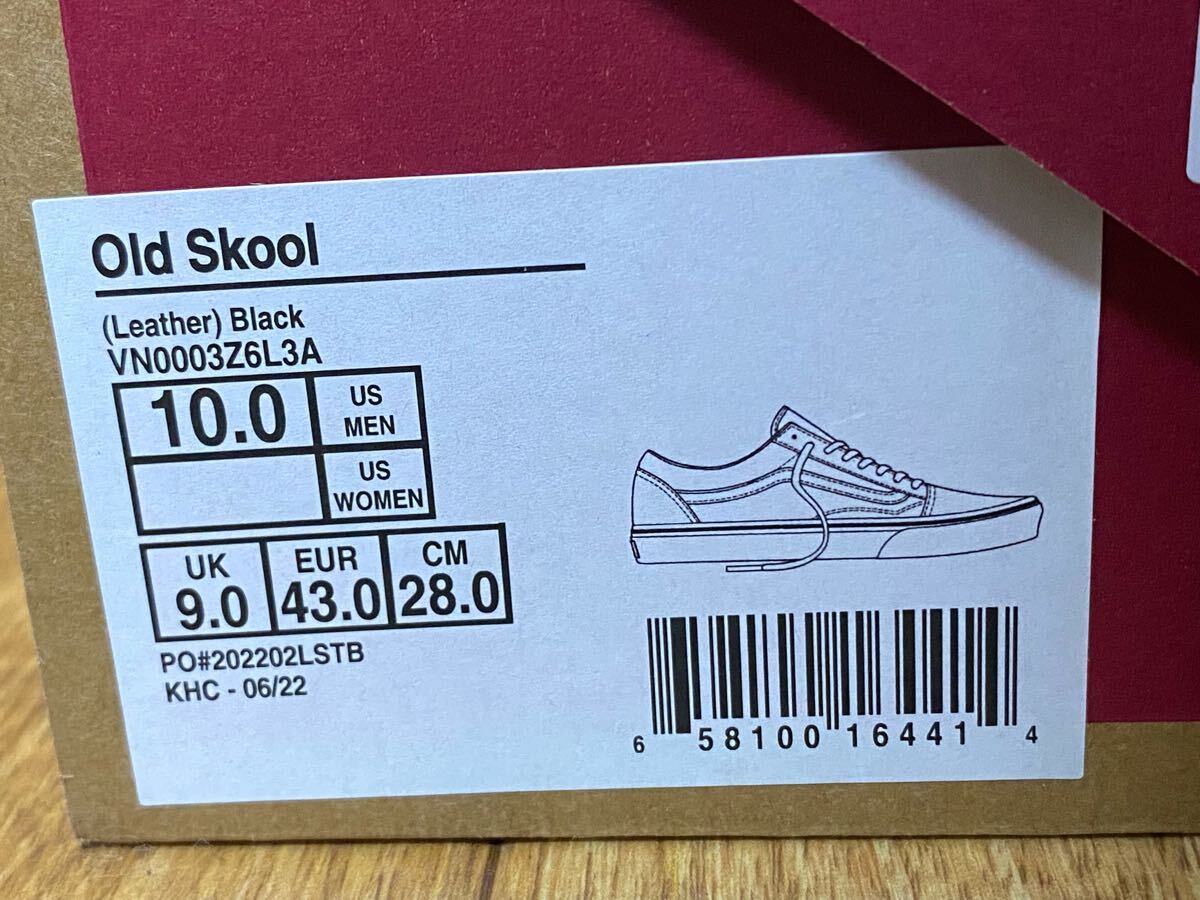 Old Skool
(Leather) Black
VN0003Z6L3A
10.0 US MEN
US WOMEN
UK EUR CM
9.0 43.0 28.0
PO#202202LSTB
KHC - 06/22
6 58100 16441 4